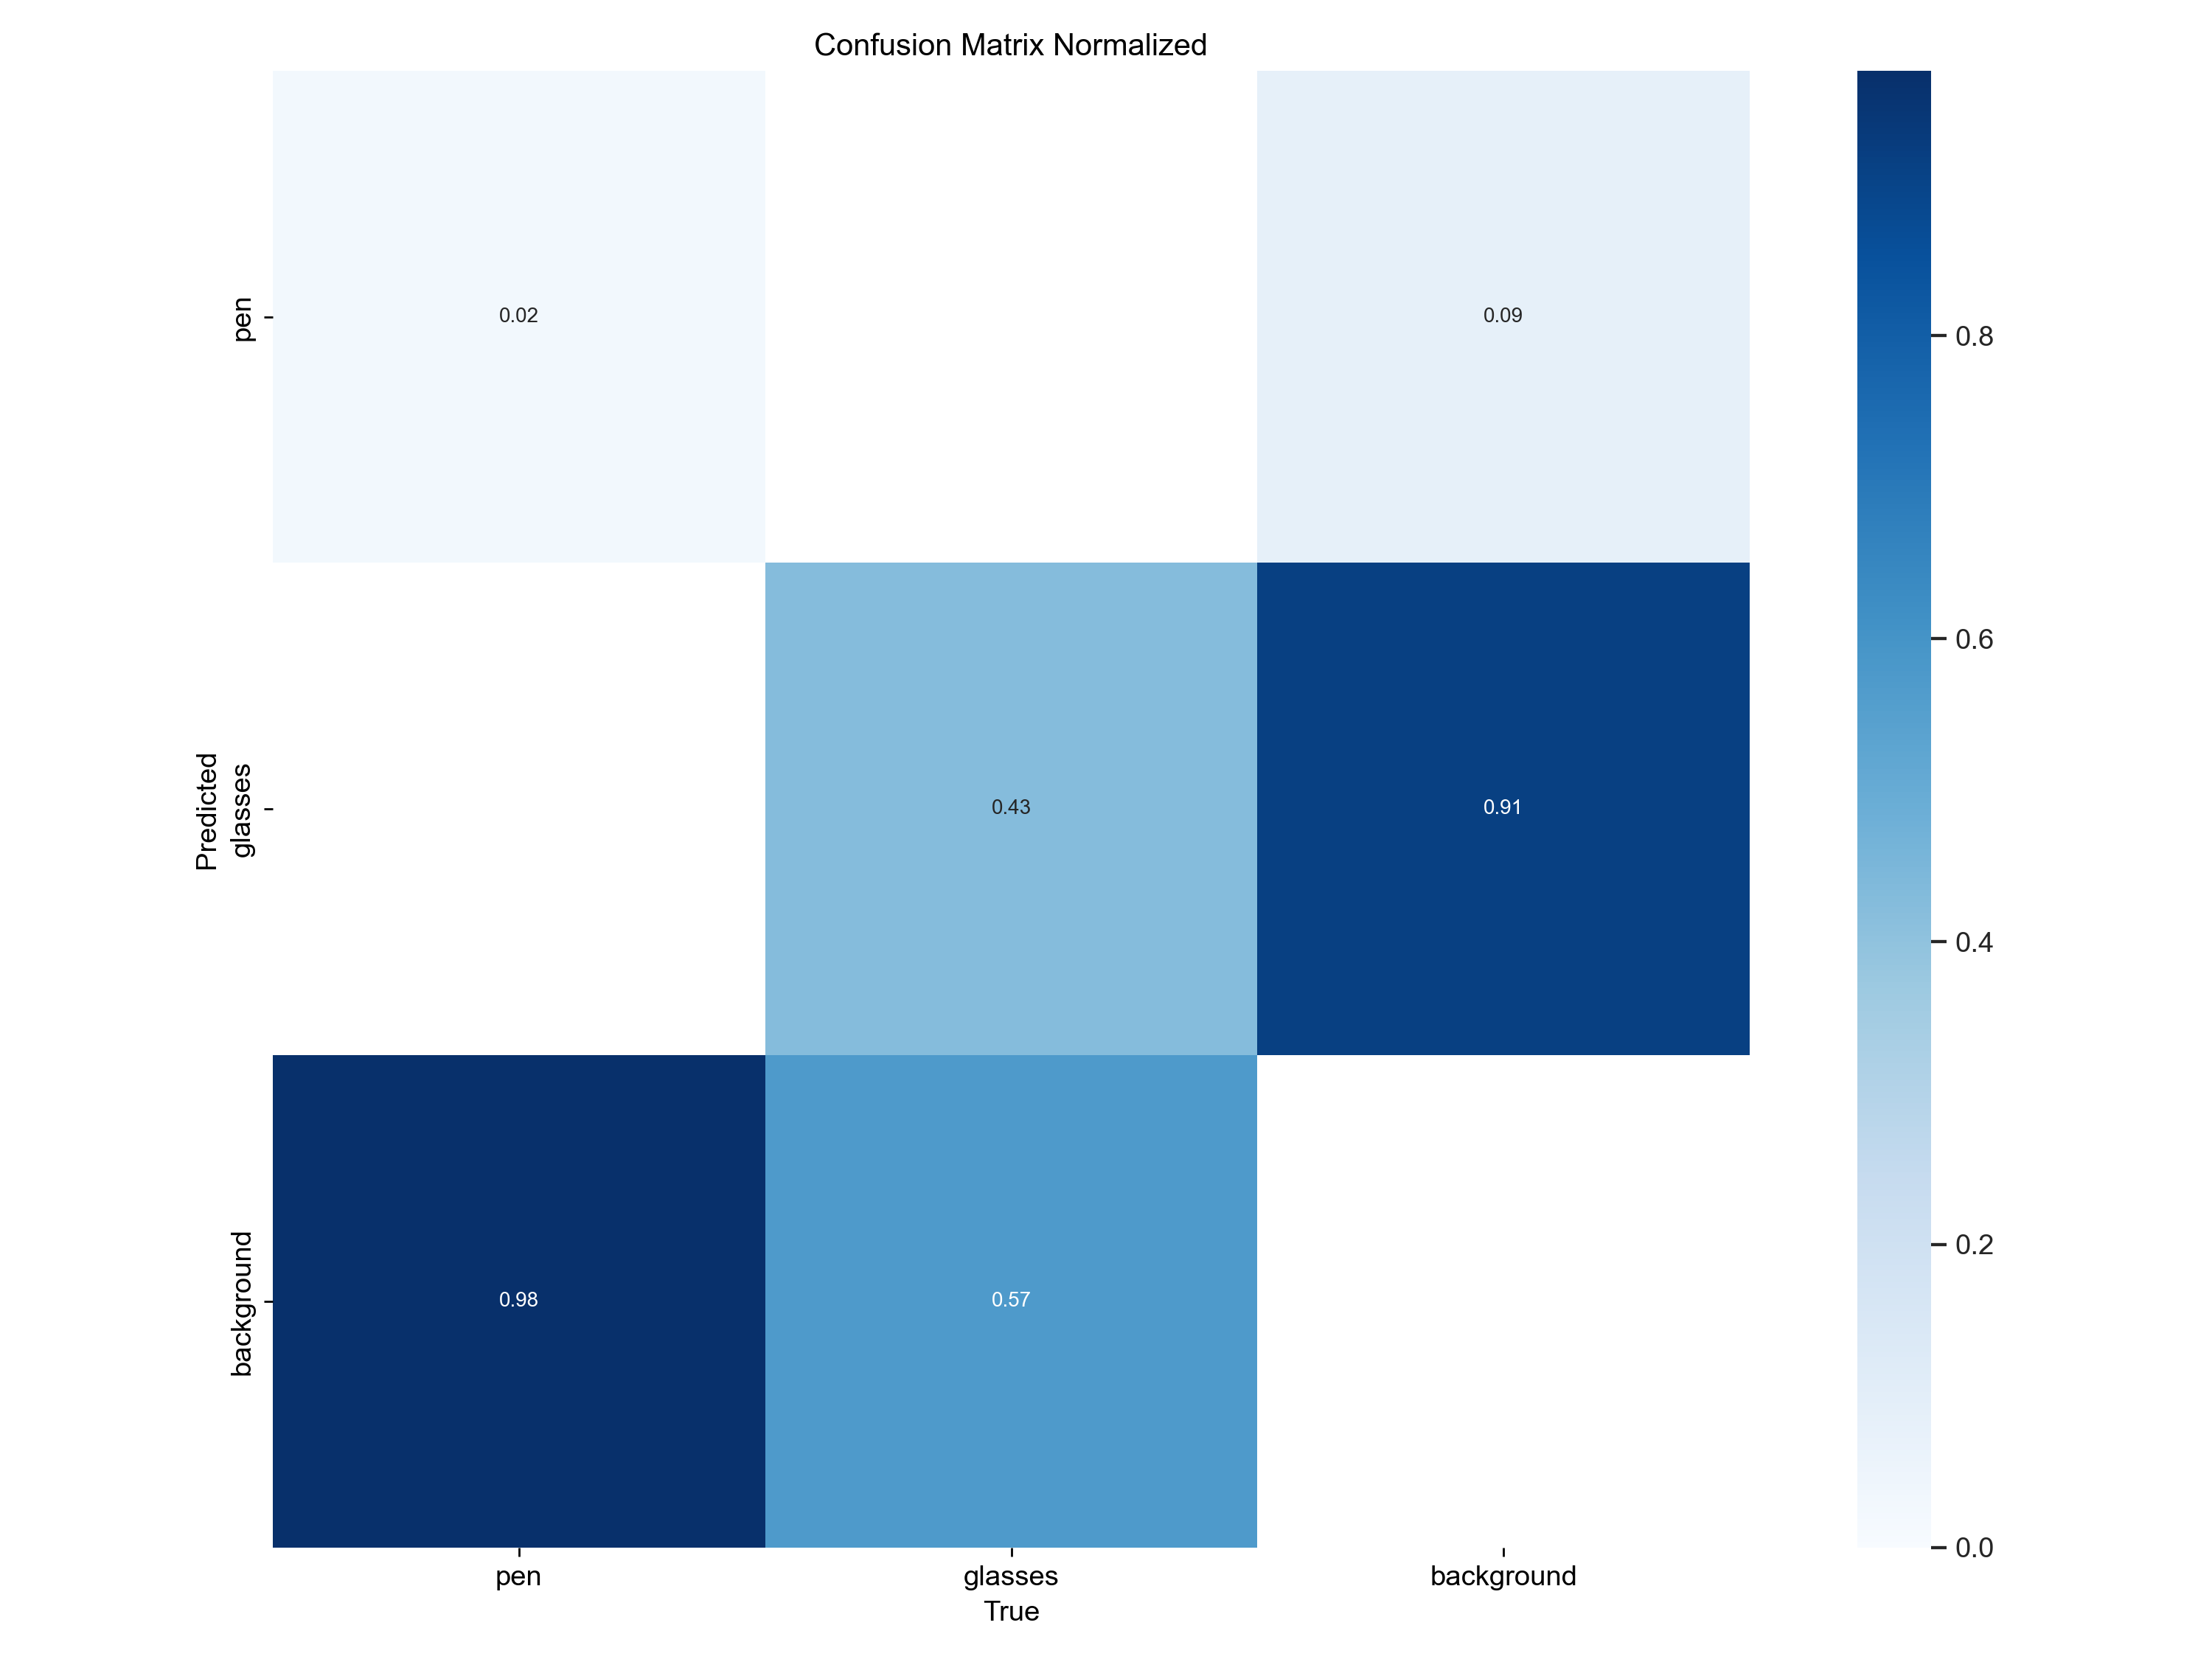 Confusion Matrix Normalized
pen
0.02
0.09
0.8
0.6
Predicted
glasses
0.43
0.91
0.4
0.2
background
0.98
0.57
0.0
pen
glasses
background
True